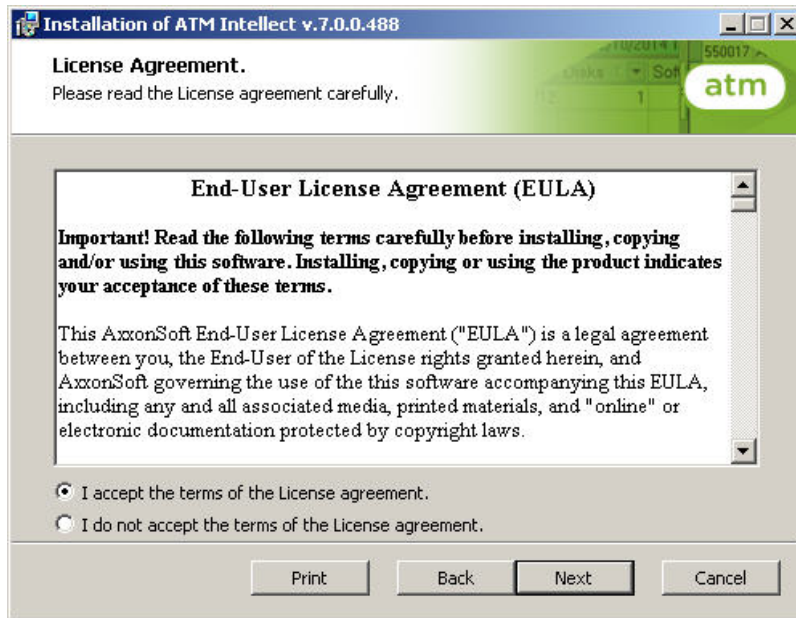 Installation of ATM Intellect v.7.0.0.488
License Agreement.
Please read the License agreement carefully.
10/2014
550017
Disks
Sof
1
atm
End-User License Agreement (EULA)
Important! Read the following terms carefully before installing, copying
and/or using this software. Installing, copying or using the product indicates
your acceptance of these terms.
This AxxonSoft End-User License Agreement ("EULA") is a legal agreement
between you, the End-User of the License rights granted herein, and
AxxonSoft governing the use of the this software accompanying this EULA,
including any and all associated media, printed materials, and "online" or
electronic documentation protected by copyright laws.
I accept the terms of the License agreement.
I do not accept the terms of the License agreement.
Print Back Next Cancel